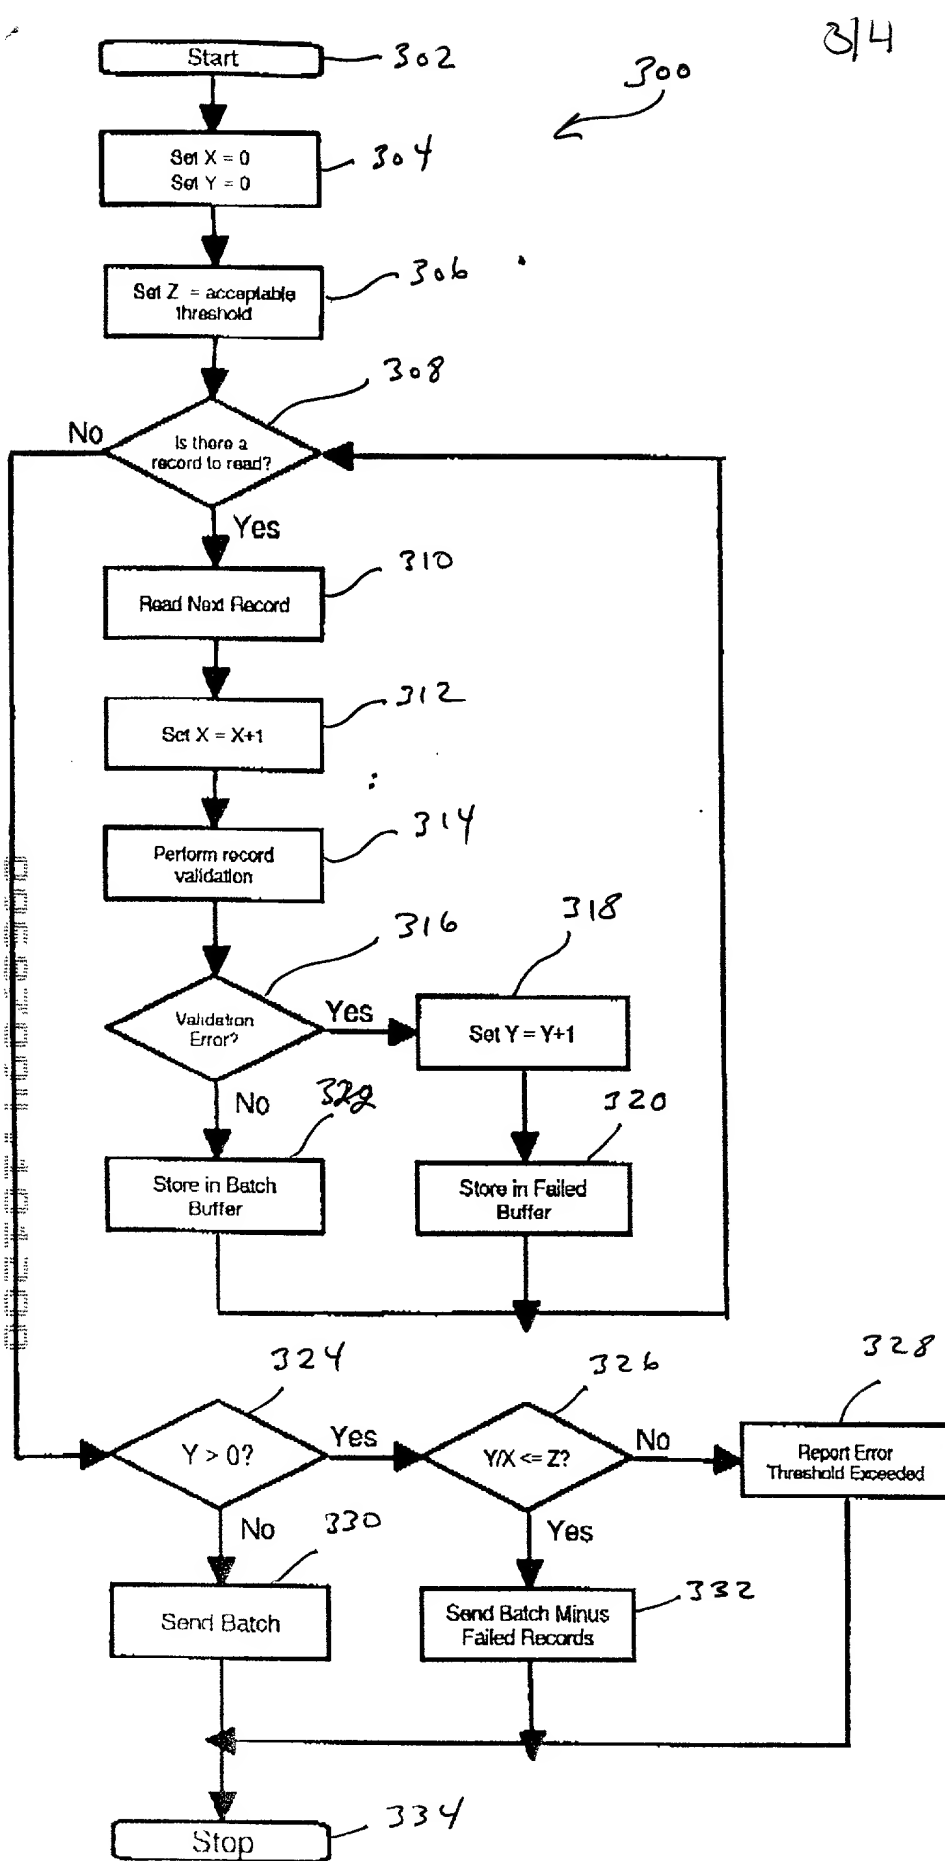 3/4
Start
302
300
Set X = 0
Set Y = 0
304
Set Z = acceptable
threshold
306
308
No
Is there a
record to read?
Yes
310
Read Next Record
312
Set X = X+1
314
Perform record
validation
316
318
Validation
Error?
Yes
Set Y = Y+1
No
322
320
Store in Batch
Buffer
Store in Failed
Buffer
324
326
328
Y > 0?
Yes
Y/X <= Z?
No
Report Error
Threshold Exceeded
No
330
Yes
332
Send Batch
Send Batch Minus
Failed Records
334
Stop